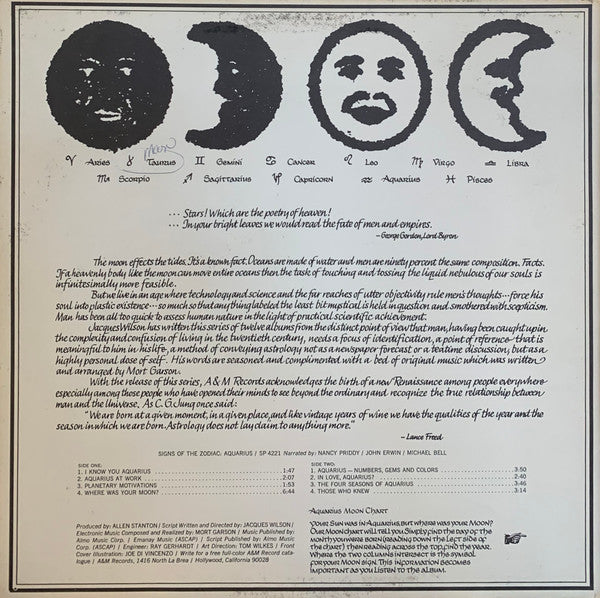 ♈ Aries ♉ Taurus ♊ Gemini ♋ Cancer ♌ Leo ♍ Virgo ♎ Libra
Moon
♏ Scorpio ♐ Sagittarius ♑ Capricorn ♒ Aquarius ♓ Pisces
... Stars! Which are the poetry of heaven!
... In your bright leaves we would read the fate of men and empires.
– George Gordon, Lord Byron
The moon effects the tides. It's a known fact. Oceans are made of water and men are ninety percent the same composition. Facts.
If a heavenly body like the moon can move entire oceans then the task of touching and tossing the liquid nebulous of our souls is
infinitesimally more feasible.
But we live in an age where technology and science and the far reaches of utter objectivity rule men's thoughts...force his
soul into plastic existence...so much so that anything labeled the least bit mystical is held in question and smothered with scepticism.
Man has been all too quick to assess human nature in the light of practical scientific achievement.
Jacques Wilson has written this series of twelve albums from the distinct point of view that man, having been caught up in
the complexity and confusion of living in the twentieth century, needs a focus of identification, a point of reference that is
meaningful to him in his life, a method of conveying astrology not as a newspaper forecast or a teatime discussion, but as a
highly personal dose of self. His words are seasoned and complimented with a bed of original music which was written
and arranged by Mort Garson.
With the release of this series, A & M Records acknowledges the birth of a new Renaissance among people everywhere
especially among those people who have opened their minds to see beyond the ordinary and recognize the true relationship between
man and the Universe. As C. G. Jung once said:
"We are born at a given moment, in a given place, and like vintage years of wine we have the qualities of the year and the
season in which we are born. Astrology does not lay claim to anything more."
– Lance Freed
SIGNS OF THE ZODIAC: AQUARIUS / SP 4221 Narrated by: NANCY PRIDDY / JOHN ERWIN / MICHAEL BELL
SIDE ONE:
1. I KNOW YOU AQUARIUS 1:47
2. AQUARIUS AT WORK 2:07
3. PLANETARY MOTIVATIONS 1:53
4. WHERE WAS YOUR MOON? 6:44
SIDE TWO:
1. AQUARIUS — NUMBERS, GEMS AND COLORS 3:50
2. IN LOVE, AQUARIUS? 2:40
3. THE FOUR SEASONS OF AQUARIUS 3:46
4. THOSE WHO KNEW 3:14
Produced by: ALLEN STANTON / Script Written and Directed by: JACQUES WILSON /
Electronic Music Composed and Realized by: MORT GARSON / Music Published by: Almo
Music Corp. / Emanay Music (ASCAP) / Script Published by: Almo Music
Corp. (ASCAP) / Engineer: RAY GERHARDT / Art Direction: TOM WILKES / Front
Cover Illustration: JOE DI VINCENZO / Write for a free full-color A&M Record cata-
logue / A&M Records, 1416 North La Brea / Hollywood, California 90028
Aquarius Moon Chart
Your Sun was in Aquarius, but where was your Moon?
Our Moon chart will tell you. Simply find the day of the
month you were born (reading down the left side of
the chart) then reading across the top, find the year.
Where the two columns intersect is the symbol
for your Moon sign. This information becomes
important as you listen to the album.